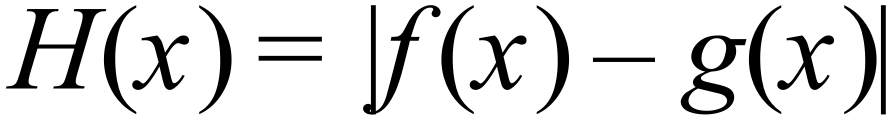 H(x) = |f(x) − g(x)|